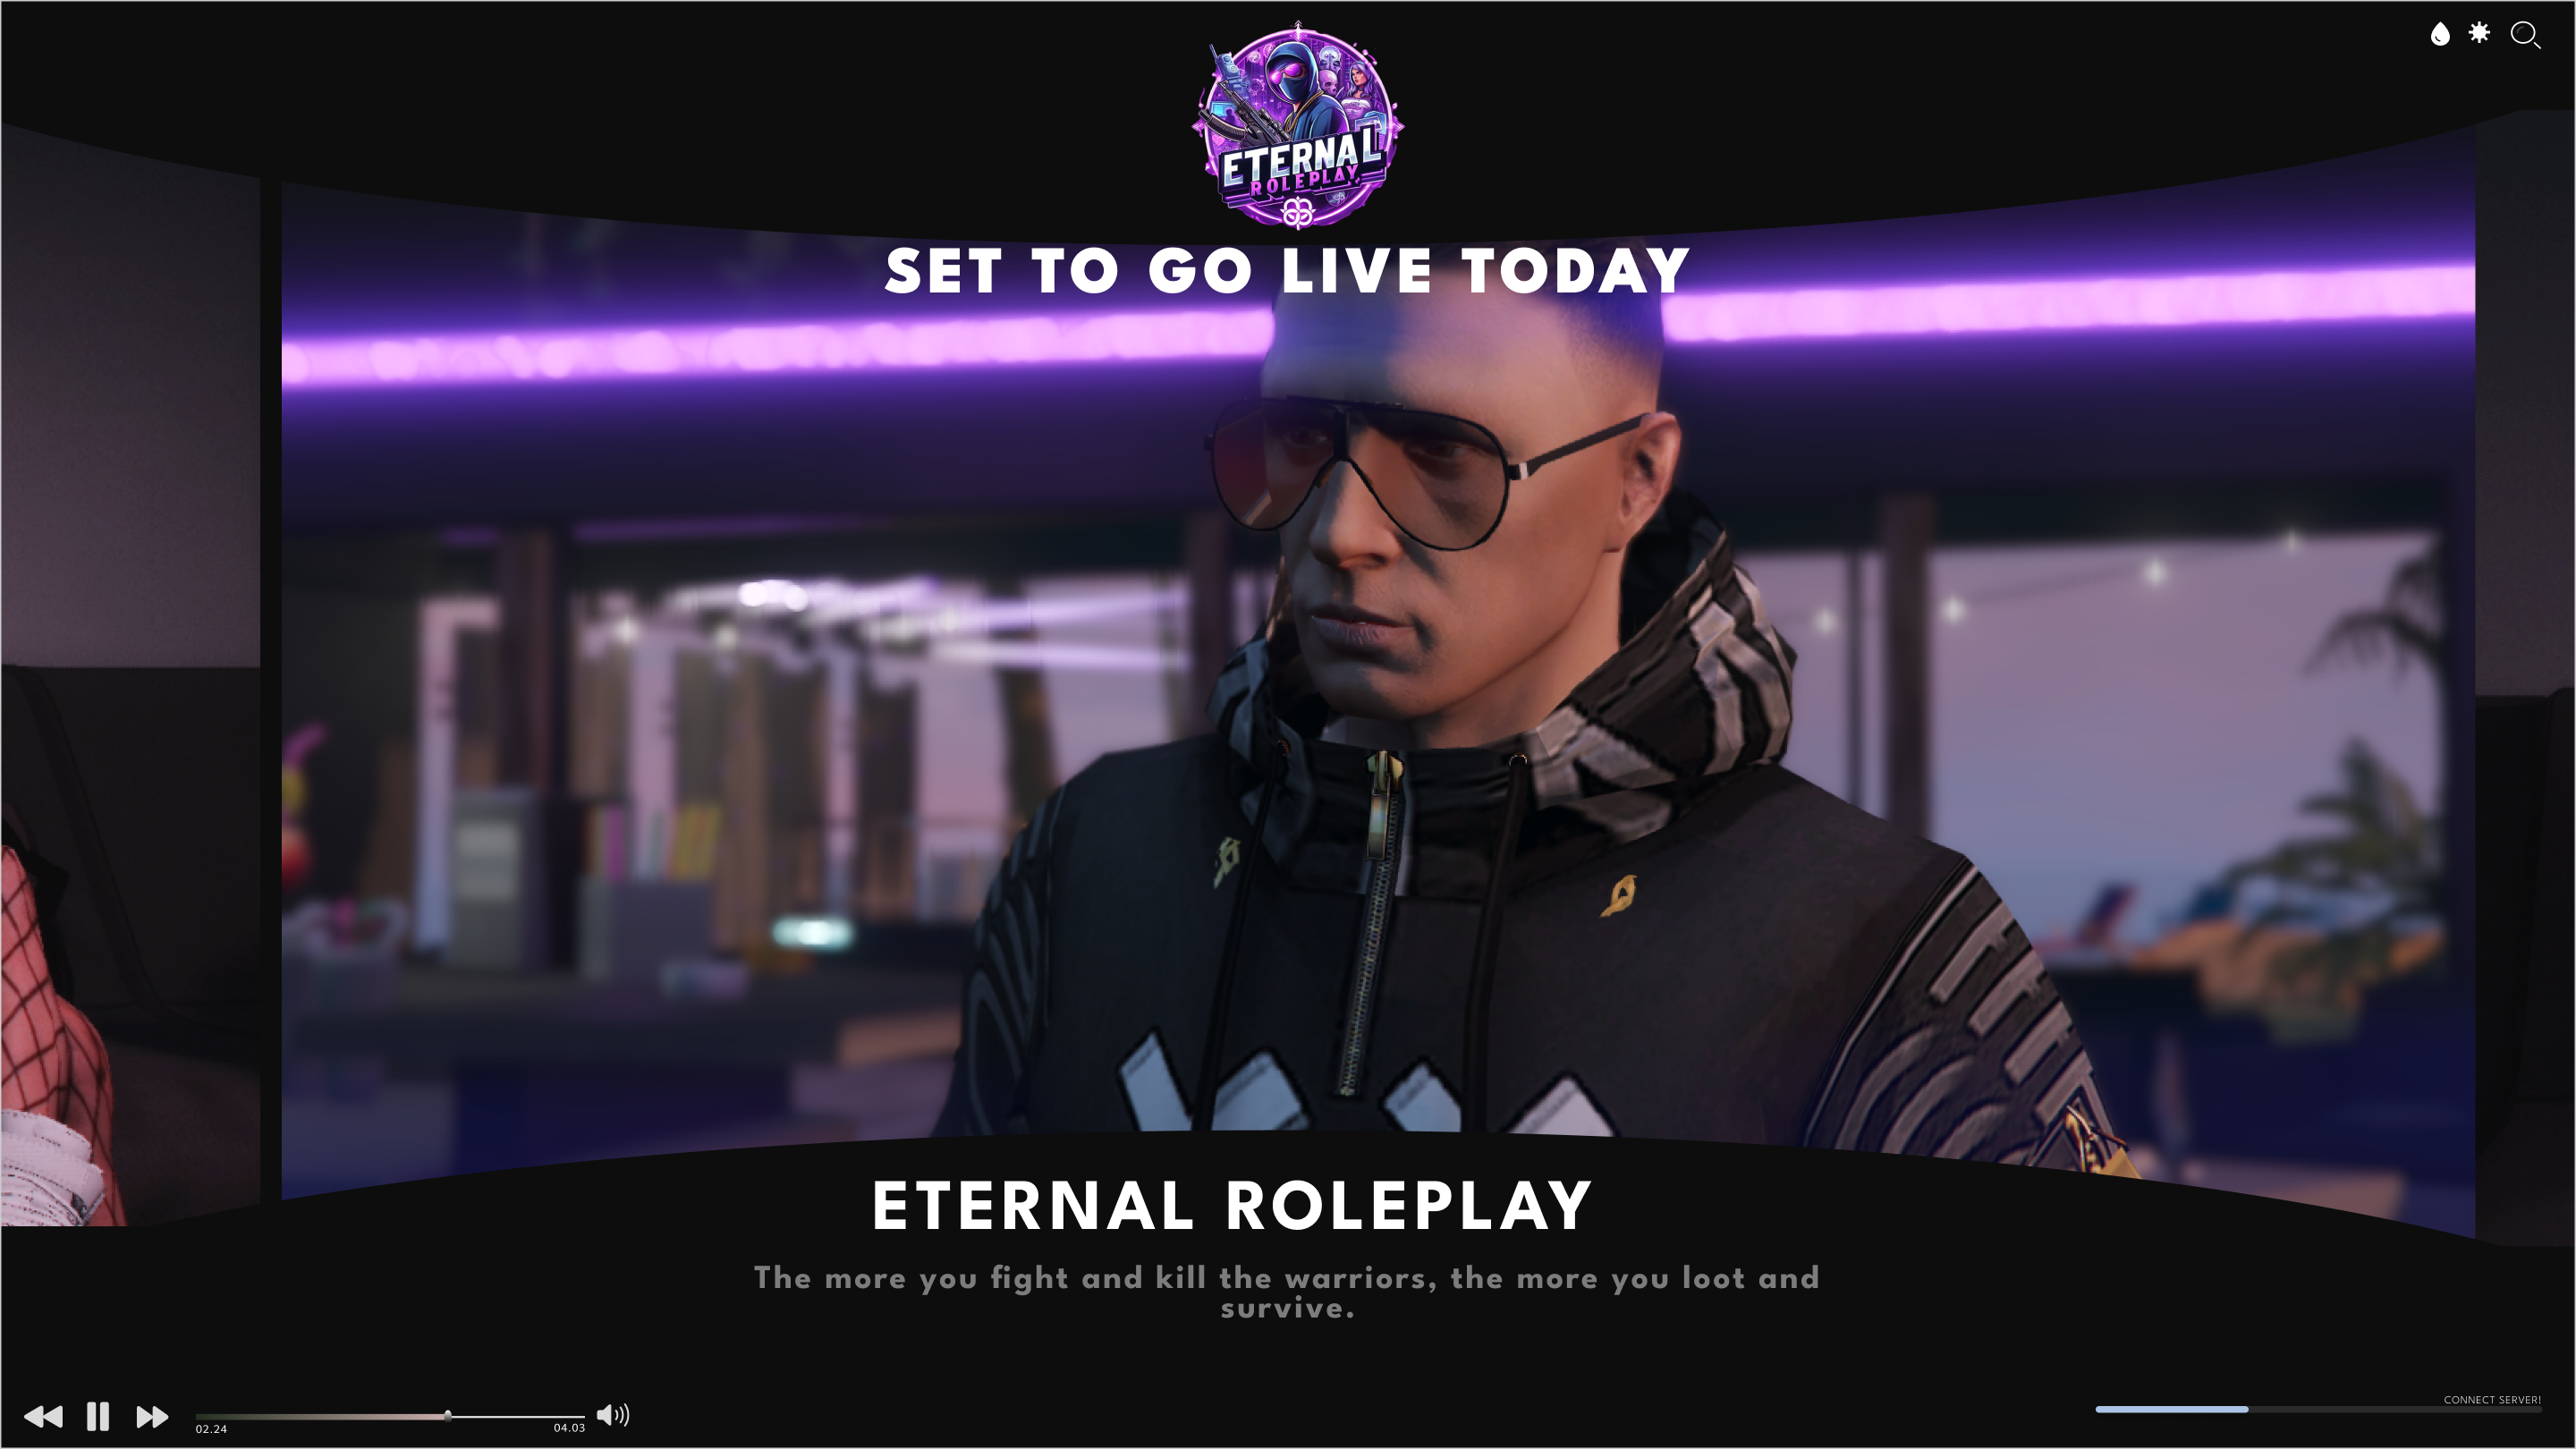 ETERNAL
ROLEPLAY
SET TO GO LIVE TODAY
ETERNAL ROLEPLAY
The more you fight and kill the warriors, the more you loot and
survive.
02.24
04.03
CONNECT SERVER!